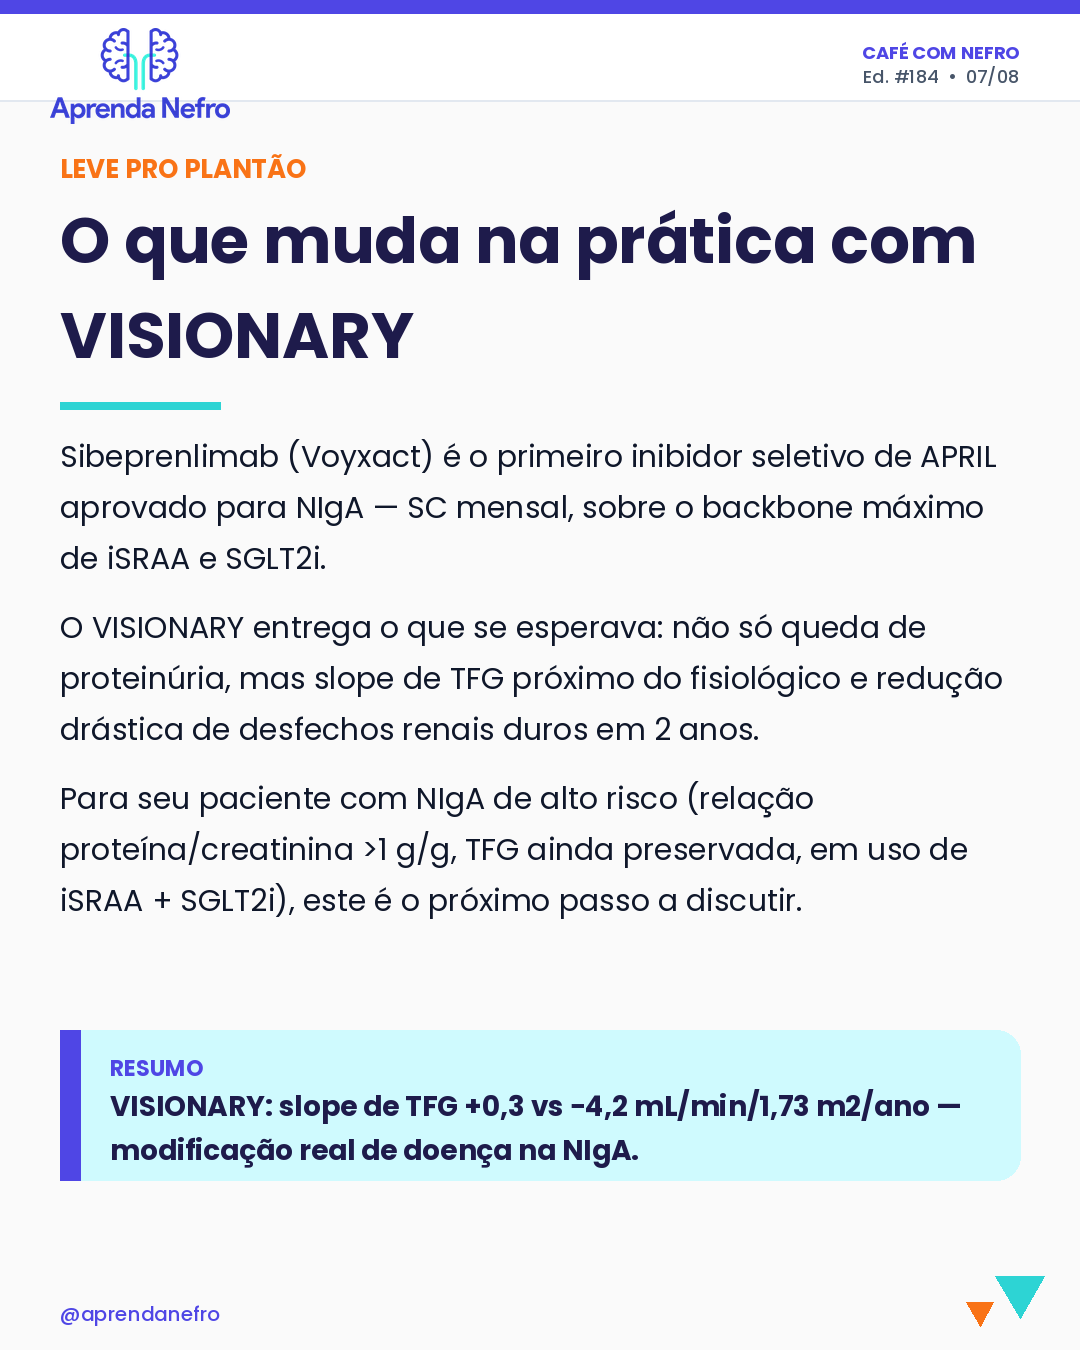 Aprenda Nefro
CAFÉ COM NEFRO
Ed. #184 • 07/08
LEVE PRO PLANTÃO
O que muda na prática com
VISIONARY
Sibeprenlimab (Voyxact) é o primeiro inibidor seletivo de APRIL
aprovado para NIgA — SC mensal, sobre o backbone máximo
de iSRAA e SGLT2i.
O VISIONARY entrega o que se esperava: não só queda de
proteinúria, mas slope de TFG próximo do fisiológico e redução
drástica de desfechos renais duros em 2 anos.
Para seu paciente com NIgA de alto risco (relação
proteína/creatinina >1 g/g, TFG ainda preservada, em uso de
iSRAA + SGLT2i), este é o próximo passo a discutir.
RESUMO
VISIONARY: slope de TFG +0,3 vs −4,2 mL/min/1,73 m2/ano —
modificação real de doença na NIgA.
@aprendanefro